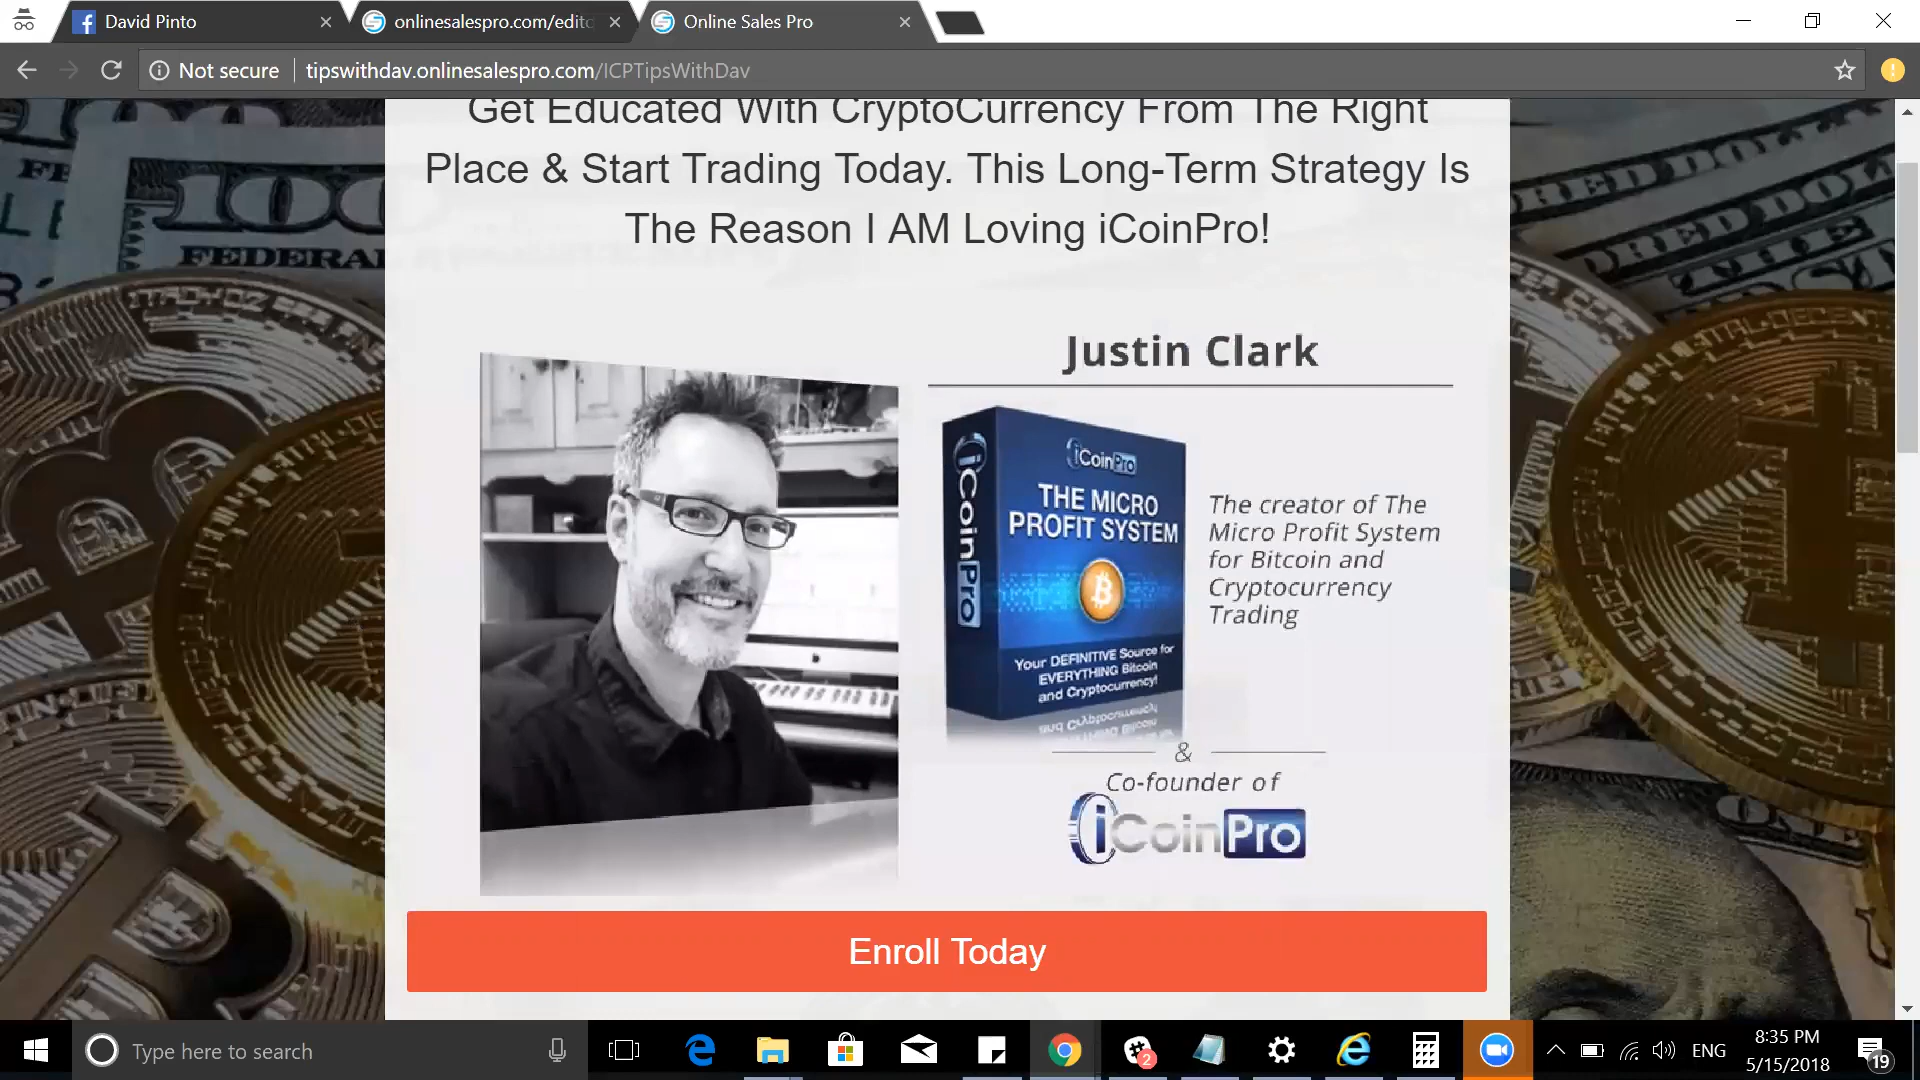 David Pinto
onlinesalespro.com/edito
Online Sales Pro
Not secure
tipswithdav.onlinesalespro.com/ICPTipsWithDav
Get Educated With CryptoCurrency From The Right
Place & Start Trading Today. This Long-Term Strategy Is
The Reason I AM Loving iCoinPro!
100
FEDERAL
Justin Clark
iCoinPro
iCoinPro
THE MICRO
PROFIT SYSTEM
Your DEFINITIVE Source for
EVERYTHING Bitcoin
and Cryptocurrency!
The creator of The
Micro Profit System
for Bitcoin and
Cryptocurrency
Trading
&
Co-founder of
iCoinPro
Enroll Today
Type here to search
2
ENG
8:35 PM
5/15/2018
19